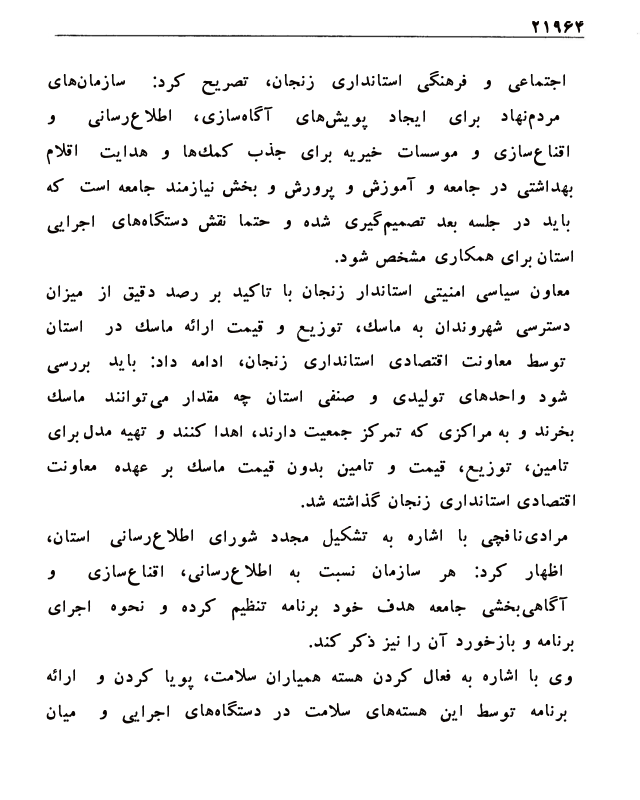 ۲۱۹۶۴
اجتماعی و فرهنگی استانداری زنجان، تصریح کرد: سازمان‌های
مردم‌نهاد برای ایجاد پویش‌های آگاه‌سازی، اطلاع‌رسانی و
اقناع‌سازی و موسسات خیریه برای جذب کمك‌ها و هدایت اقلام
بهداشتی در جامعه و آموزش و پرورش و بخش نیازمند جامعه است که
باید در جلسه بعد تصمیم‌گیری شده و حتما نقش دستگاه‌های اجرایی
استان برای همکاری مشخص شود.
معاون سیاسی امنیتی استاندار زنجان با تاکید بر رصد دقیق از میزان
دسترسی شهروندان به ماسك، توزیع و قیمت ارائه ماسك در استان
توسط معاونت اقتصادی استانداری زنجان، ادامه داد: باید بررسی
شود واحدهای تولیدی و صنفی استان چه مقدار می‌توانند ماسك
بخرند و به مراکزی که تمرکز جمعیت دارند، اهدا کنند و تهیه مدل برای
تامین، توزیع، قیمت و تامین بدون قیمت ماسك بر عهده معاونت
اقتصادی استانداری زنجان گذاشته شد.
مرادی‌نافچی با اشاره به تشکیل مجدد شورای اطلاع‌رسانی استان،
اظهار کرد: هر سازمان نسبت به اطلاع‌رسانی، اقناع‌سازی و
آگاهی‌بخشی جامعه هدف خود برنامه تنظیم کرده و نحوه اجرای
برنامه و بازخورد آن را نیز ذکر کند.
وی با اشاره به فعال کردن هسته همیاران سلامت، پویا کردن و ارائه
برنامه توسط این هسته‌های سلامت در دستگاه‌های اجرایی و میان